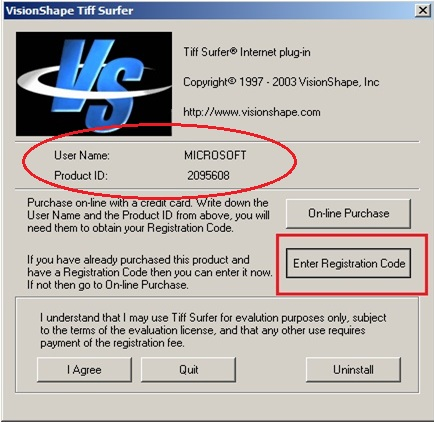 VisionShape Tiff Surfer
VS
Tiff Surfer® Internet plug-in
Copyright© 1997 - 2003 VisionShape, Inc
http://www.visionshape.com
User Name: MICROSOFT
Product ID: 2095608
Purchase on-line with a credit card. Write down the
User Name and the Product ID from above, you will
need them to obtain your Registration Code.
On-line Purchase
If you have already purchased this product and
have a Registration Code then you can enter it now.
If not then go to On-line Purchase.
Enter Registration Code
I understand that I may use Tiff Surfer for evalution purposes only, subject
to the terms of the evaluation license, and that any other use requires
payment of the registration fee.
I Agree
Quit
Uninstall